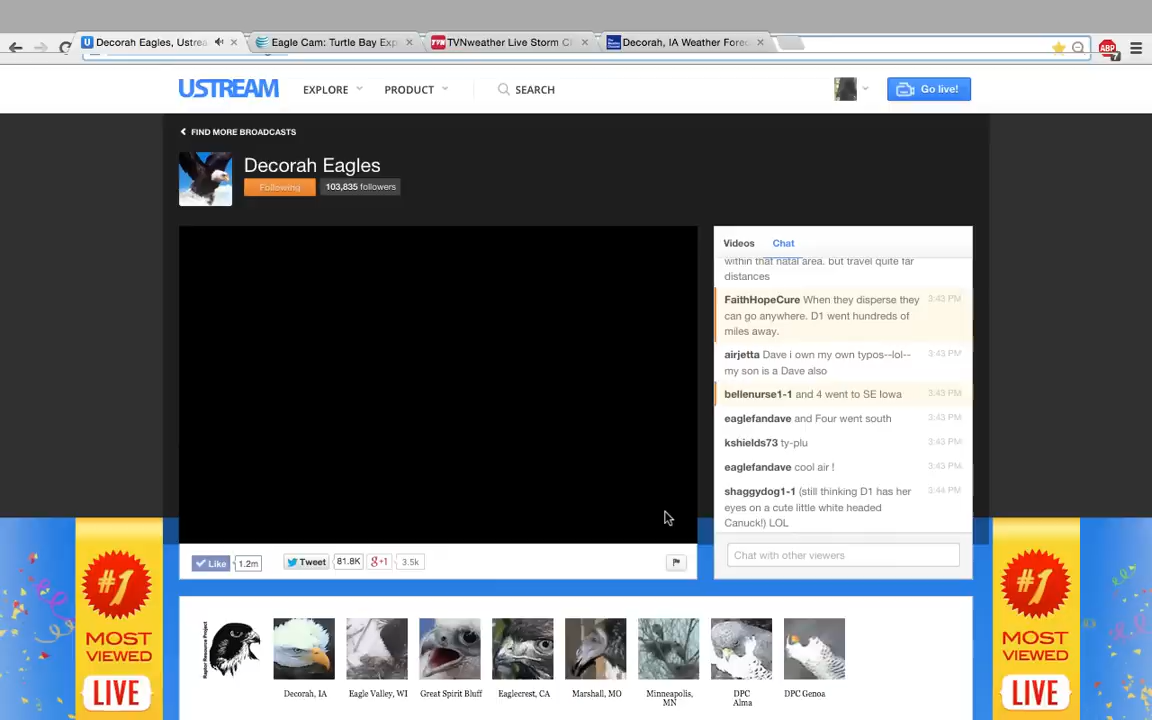 Decorah Eagles, Ustrea
Eagle Cam: Turtle Bay Exp
TVN
TVNweather Live Storm C
Decorah, IA Weather Fore
ABP
7
USTREAM
EXPLORE
PRODUCT
SEARCH
Go live!
FIND MORE BROADCASTS
Decorah Eagles
Following
103,835 followers
Videos
Chat
within that natal area. but travel quite far
distances
FaithHopeCure When they disperse they
can go anywhere. D1 went hundreds of
miles away.
3:43 PM
airjetta Dave i own my own typos--lol--
my son is a Dave also
3:43 PM
bellenurse1-1 and 4 went to SE Iowa
3:43 PM
eaglefandave and Four went south
3:43 PM
kshields73 ty-plu
3:43 PM
eaglefandave cool air !
3:43 PM
shaggydog1-1 (still thinking D1 has her
eyes on a cute little white headed
Canuck!) LOL
3:44 PM
Chat with other viewers
Like
1.2m
Tweet
81.8K
+1
3.5k
#1
MOST
VIEWED
LIVE
#1
MOST
VIEWED
LIVE
Raptor Resource Project
Decorah, IA
Eagle Valley, WI
Great Spirit Bluff
Eaglecrest, CA
Marshall, MO
Minneapolis,
MN
DPC
Alma
DPC Genoa